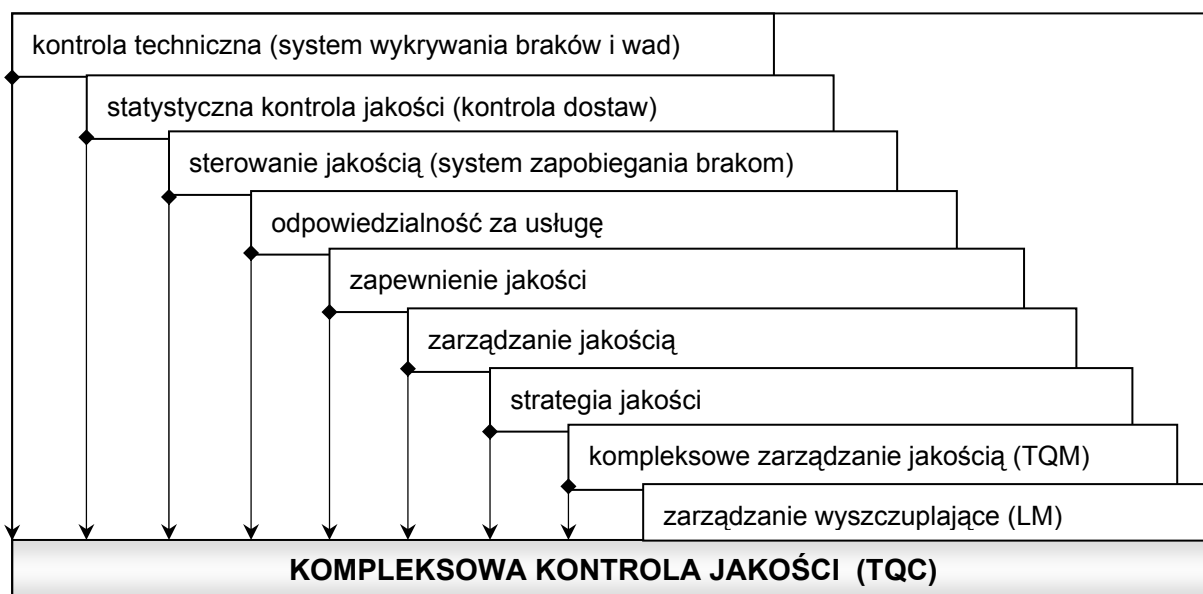 kontrola techniczna (system wykrywania braków i wad)
statystyczna kontrola jakości (kontrola dostaw)
sterowanie jakością (system zapobiegania brakom)
odpowiedzialność za usługę
zapewnienie jakości
zarządzanie jakością
strategia jakości
kompleksowe zarządzanie jakością (TQM)
zarządzanie wyszczuplające (LM)
KOMPLEKSOWA KONTROLA JAKOŚCI (TQC)